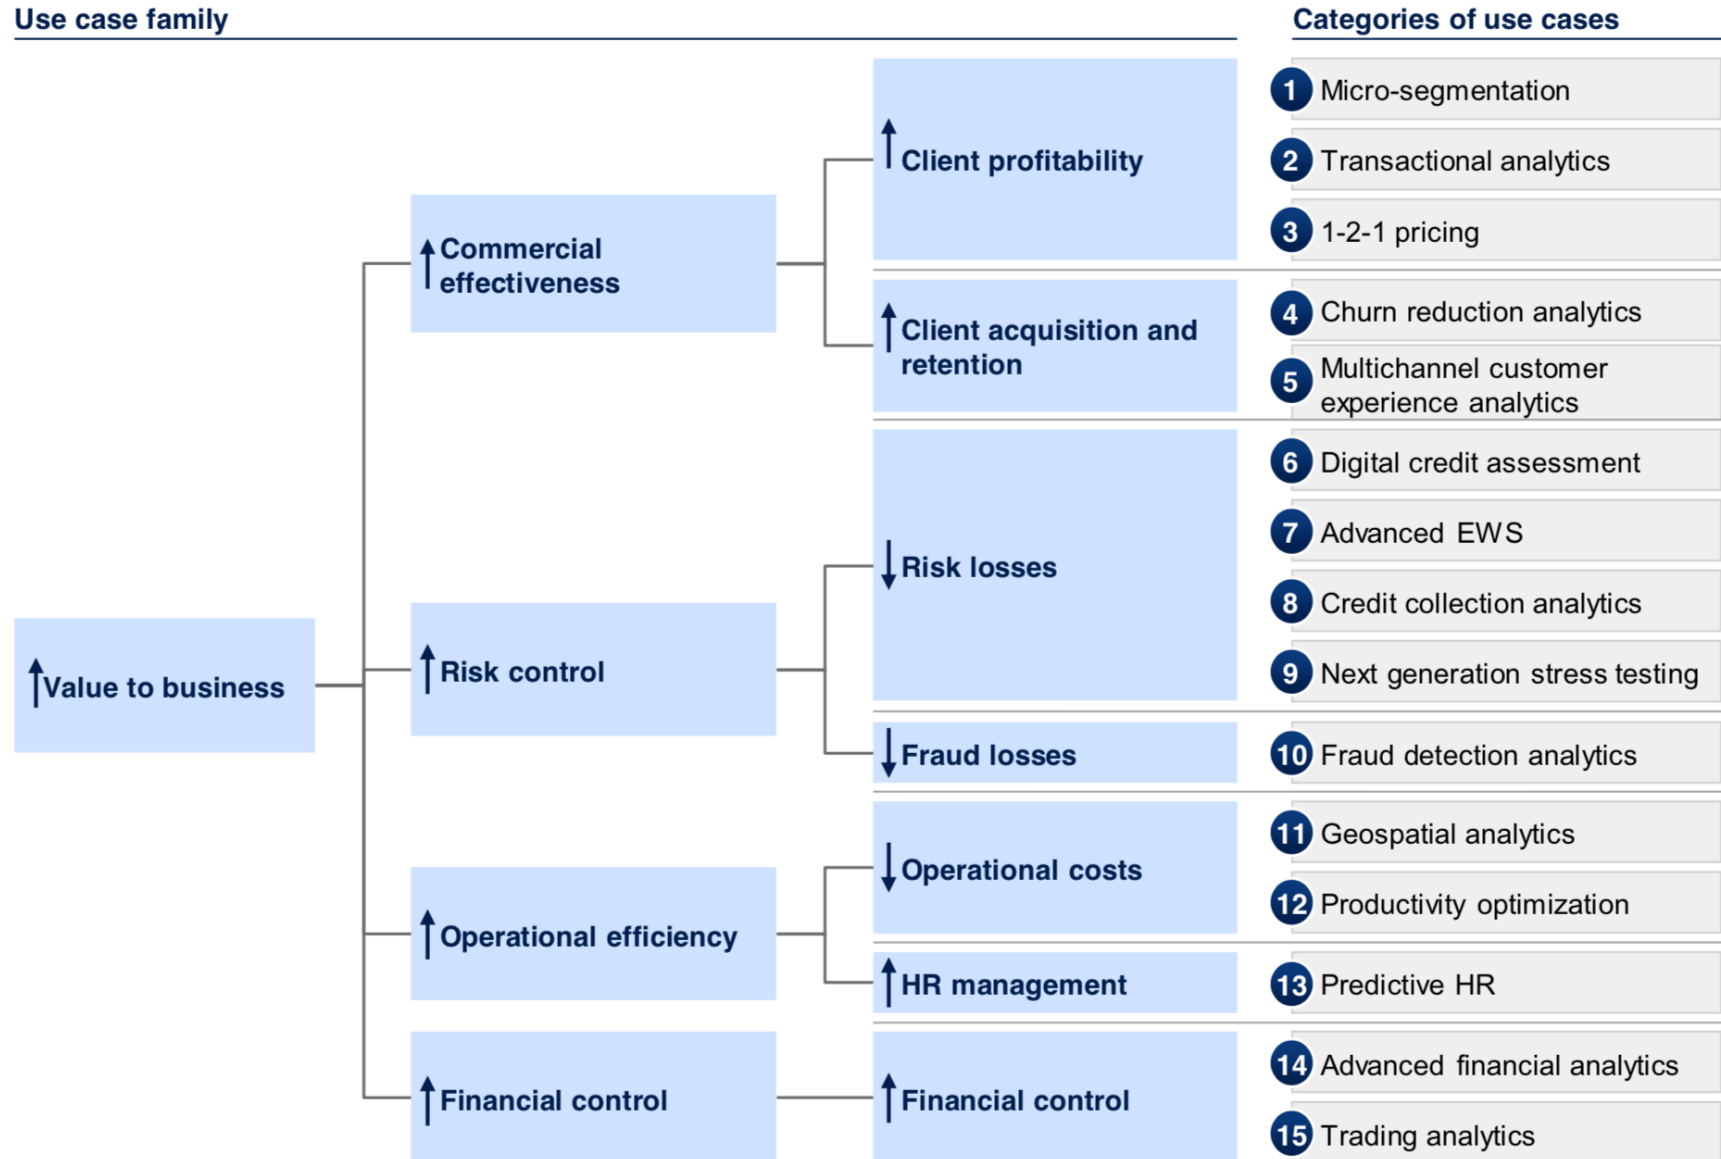 Use case family
Categories of use cases
Value to business
Commercial
effectiveness
Risk control
Operational efficiency
Financial control
Client profitability
Client acquisition and
retention
Risk losses
Fraud losses
Operational costs
HR management
Financial control
1 Micro-segmentation
2 Transactional analytics
3 1-2-1 pricing
4 Churn reduction analytics
5 Multichannel customer
experience analytics
6 Digital credit assessment
7 Advanced EWS
8 Credit collection analytics
9 Next generation stress testing
10 Fraud detection analytics
11 Geospatial analytics
12 Productivity optimization
13 Predictive HR
14 Advanced financial analytics
15 Trading analytics